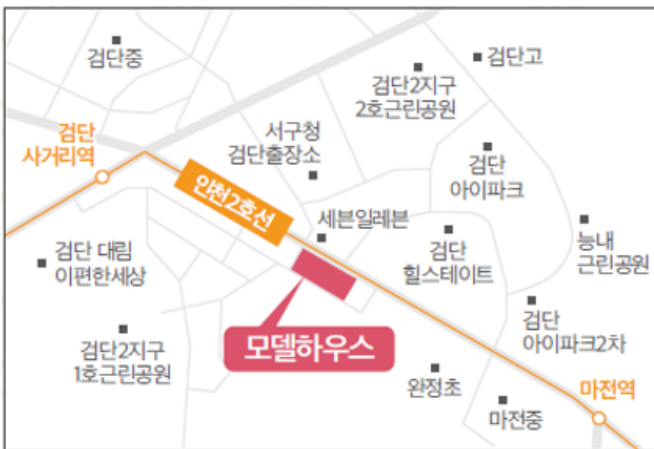 검단중
검단고
검단2지구
2호근린공원
검단
사거리역
서구청
검단출장소
검단
아이파크
인천2호선
세븐일레븐
능내
근린공원
검단 대림
이편한세상
검단
힐스테이트
검단
아이파크2차
모델하우스
검단2지구
1호근린공원
완정초
마전역
마전중